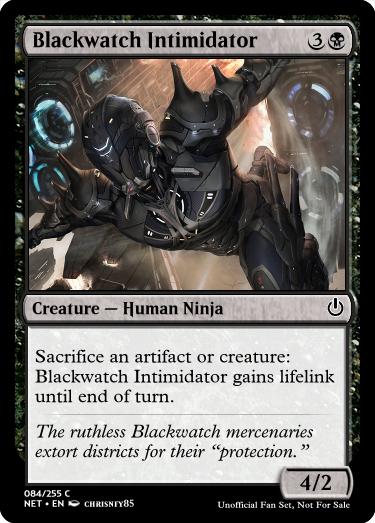 Blackwatch Intimidator 3
Creature — Human Ninja
Sacrifice an artifact or creature:
Blackwatch Intimidator gains lifelink
until end of turn.
The ruthless Blackwatch mercenaries
extort districts for their “protection.”
4/2
084/255 C
NET • EN CHRISNFY85
Unofficial Fan Set, Not For Sale